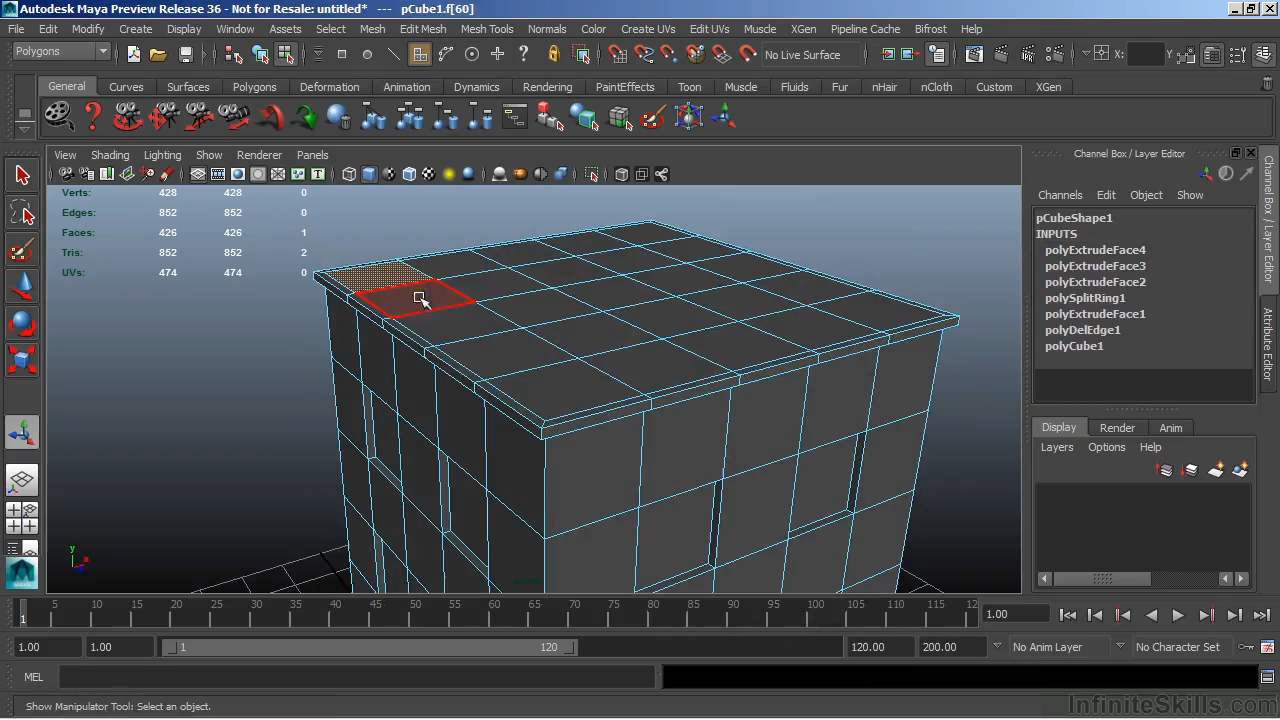 Autodesk Maya Preview Release 36 - Not for Resale: untitled* --- pCube1.f[60]
File Edit Modify Create Display Window Assets Select Mesh Edit Mesh Mesh Tools Normals Color Create UVs Edit UVs Muscle XGen Pipeline Cache Bifrost Help
Polygons No Live Surface X:
General Curves Surfaces Polygons Deformation Animation Dynamics Rendering PaintEffects Toon Muscle Fluids Fur nHair nCloth Custom XGen
View Shading Lighting Show Renderer Panels
Channel Box / Layer Editor
Verts: 428 428 0
Edges: 852 852 0
Faces: 426 426 1
Tris: 852 852 2
UVs: 474 474 0
Channels Edit Object Show
pCubeShape1
INPUTS
polyExtrudeFace4
polyExtrudeFace3
polyExtrudeFace2
polySplitRing1
polyExtrudeFace1
polyDelEdge1
polyCube1
Channel Box / Layer Editor
Attribute Editor
Display Render Anim
Layers Options Help
y
1 5 10 15 20 25 30 35 40 45 50 55 60 65 70 75 80 85 90 95 100 105 110 115 12
1.00
1.00 1.00 1 120 120.00 200.00 No Anim Layer No Character Set
MEL
Show Manipulator Tool: Select an object.
InfiniteSkills.com